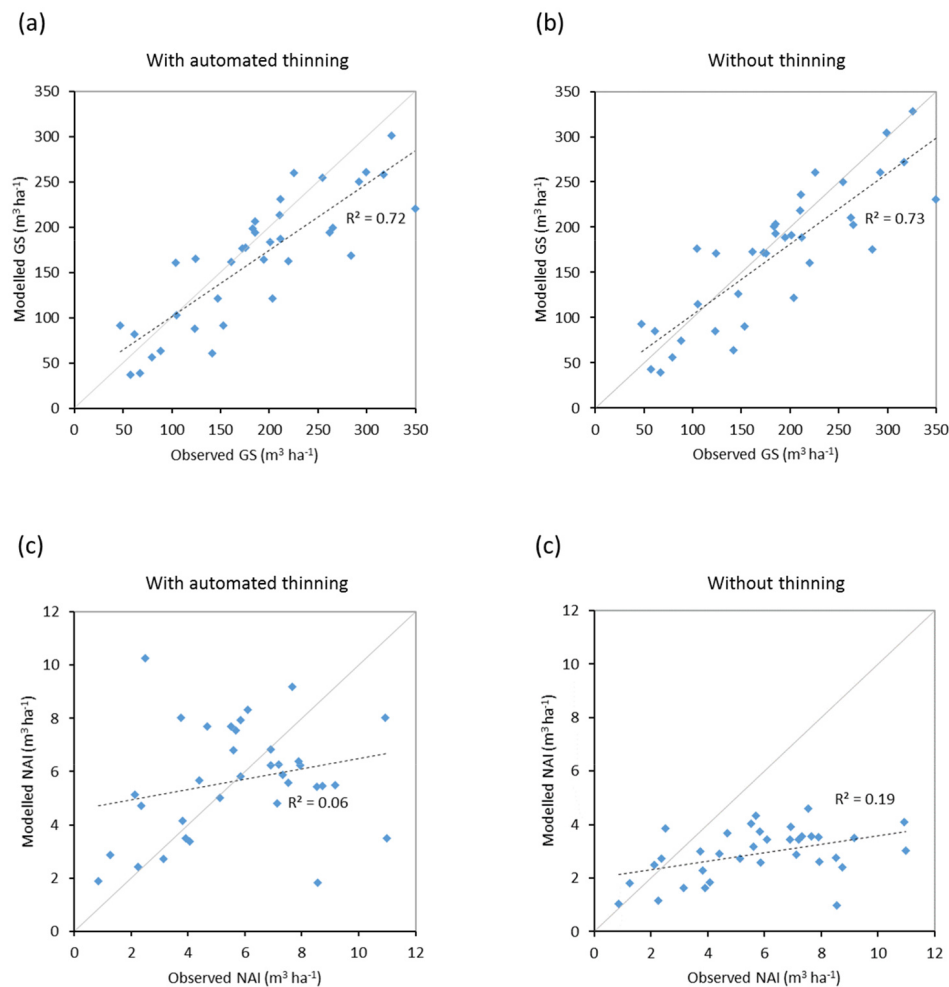 (a)
With automated thinning
350
300
250
200
150
100
50
0
Modelled GS (m³ ha⁻¹)
R² = 0.72
50 100 150 200 250 300 350
Observed GS (m³ ha⁻¹)
(b)
Without thinning
350
300
250
200
150
100
50
0
Modelled GS (m³ ha⁻¹)
R² = 0.73
0 50 100 150 200 250 300 350
Observed GS (m³ ha⁻¹)
(c)
With automated thinning
12
10
8
6
4
2
0
Modelled NAI (m³ ha⁻¹)
R² = 0.06
0 2 4 6 8 10 12
Observed NAI (m³ ha⁻¹)
(c)
Without thinning
12
10
8
6
4
2
0
Modelled NAI (m³ ha⁻¹)
R² = 0.19
0 2 4 6 8 10 12
Observed NAI (m³ ha⁻¹)